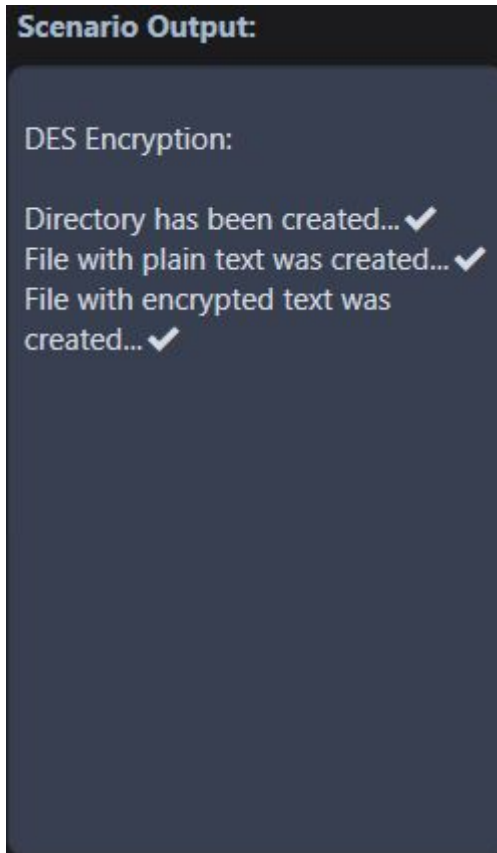 Scenario Output:
DES Encryption:
Directory has been created... ✔
File with plain text was created... ✔
File with encrypted text was
created... ✔